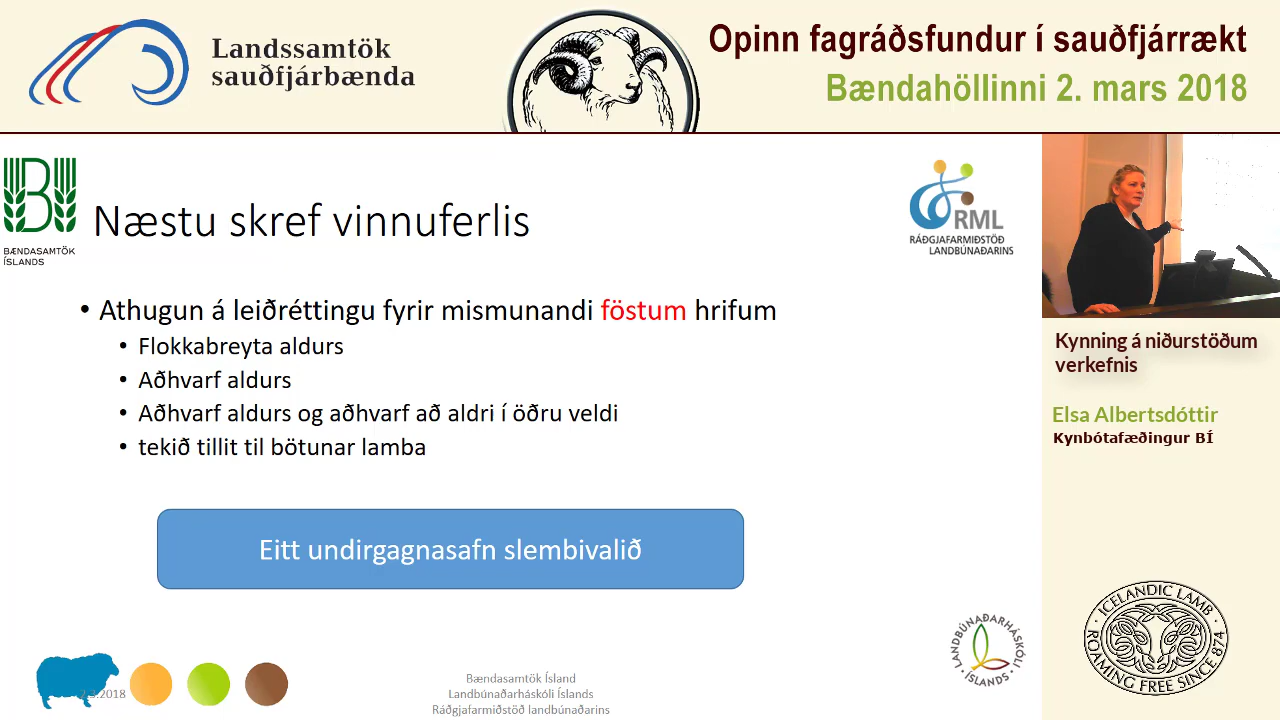 Landssamtök
sauðfjárbænda
Opinn fagráðsfundur í sauðfjárrækt
Bændahöllinni 2. mars 2018
BÆNDASAMTÖK
ÍSLANDS
Næstu skref vinnuferlis
RML
RÁÐGJAFARMIÐSTÖÐ
LANDBÚNAÐARINS
• Athugun á leiðréttingu fyrir mismunandi föstum hrifum
• Flokkabreyta aldurs
• Aðhvarf aldurs
• Aðhvarf aldurs og aðhvarf að aldri í öðru veldi
• tekið tillit til bötunar lamba
Eitt undirgagnasafn slembivalið
Kynning á niðurstöðum
verkefnis
Elsa Albertsdóttir
Kynbótafæðingur BÍ
LANDBÚNAÐARHÁSKÓLI
· ÍSLANDS ·
· ICELANDIC LAMB ·
ROAMING FREE SINCE 874
2.3.2018
Bændasamtök Ísland
Landbúnaðarháskóli Íslands
Ráðgjafarmiðstöð landbúnaðarins